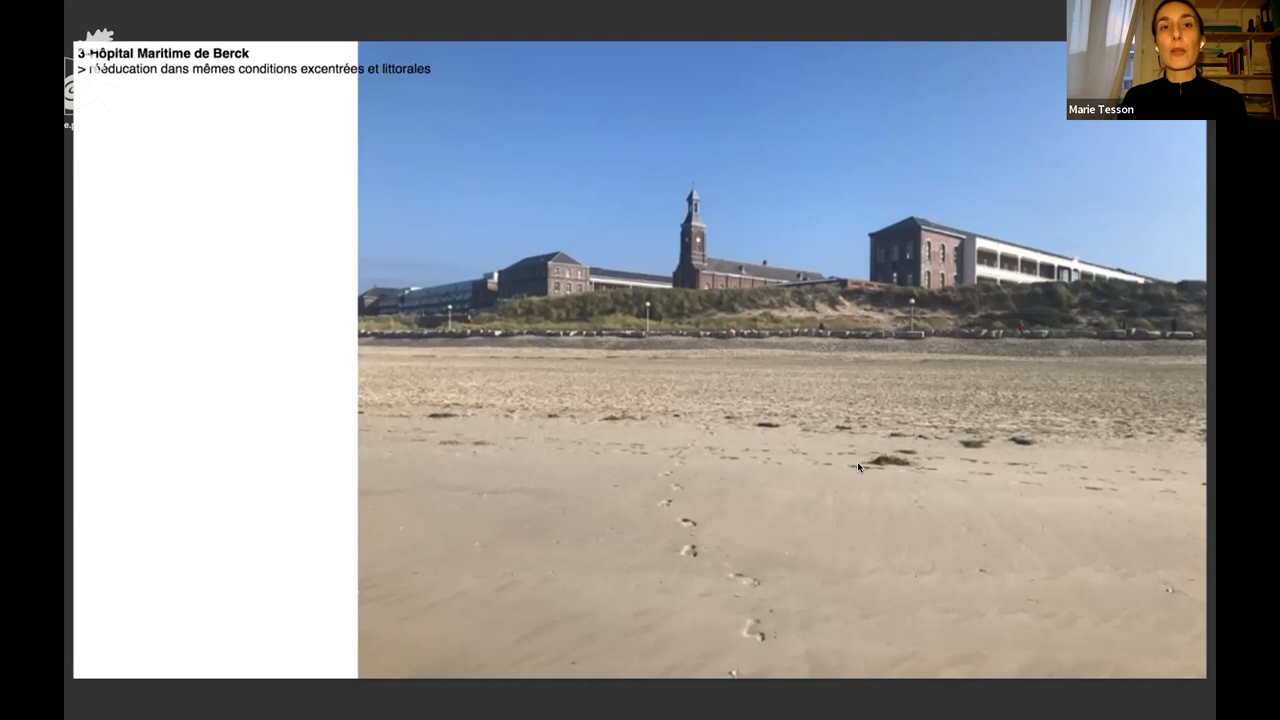 3-Hôpital Maritime de Berck
> rééducation dans mêmes conditions excentrées et littorales
Marie Tesson